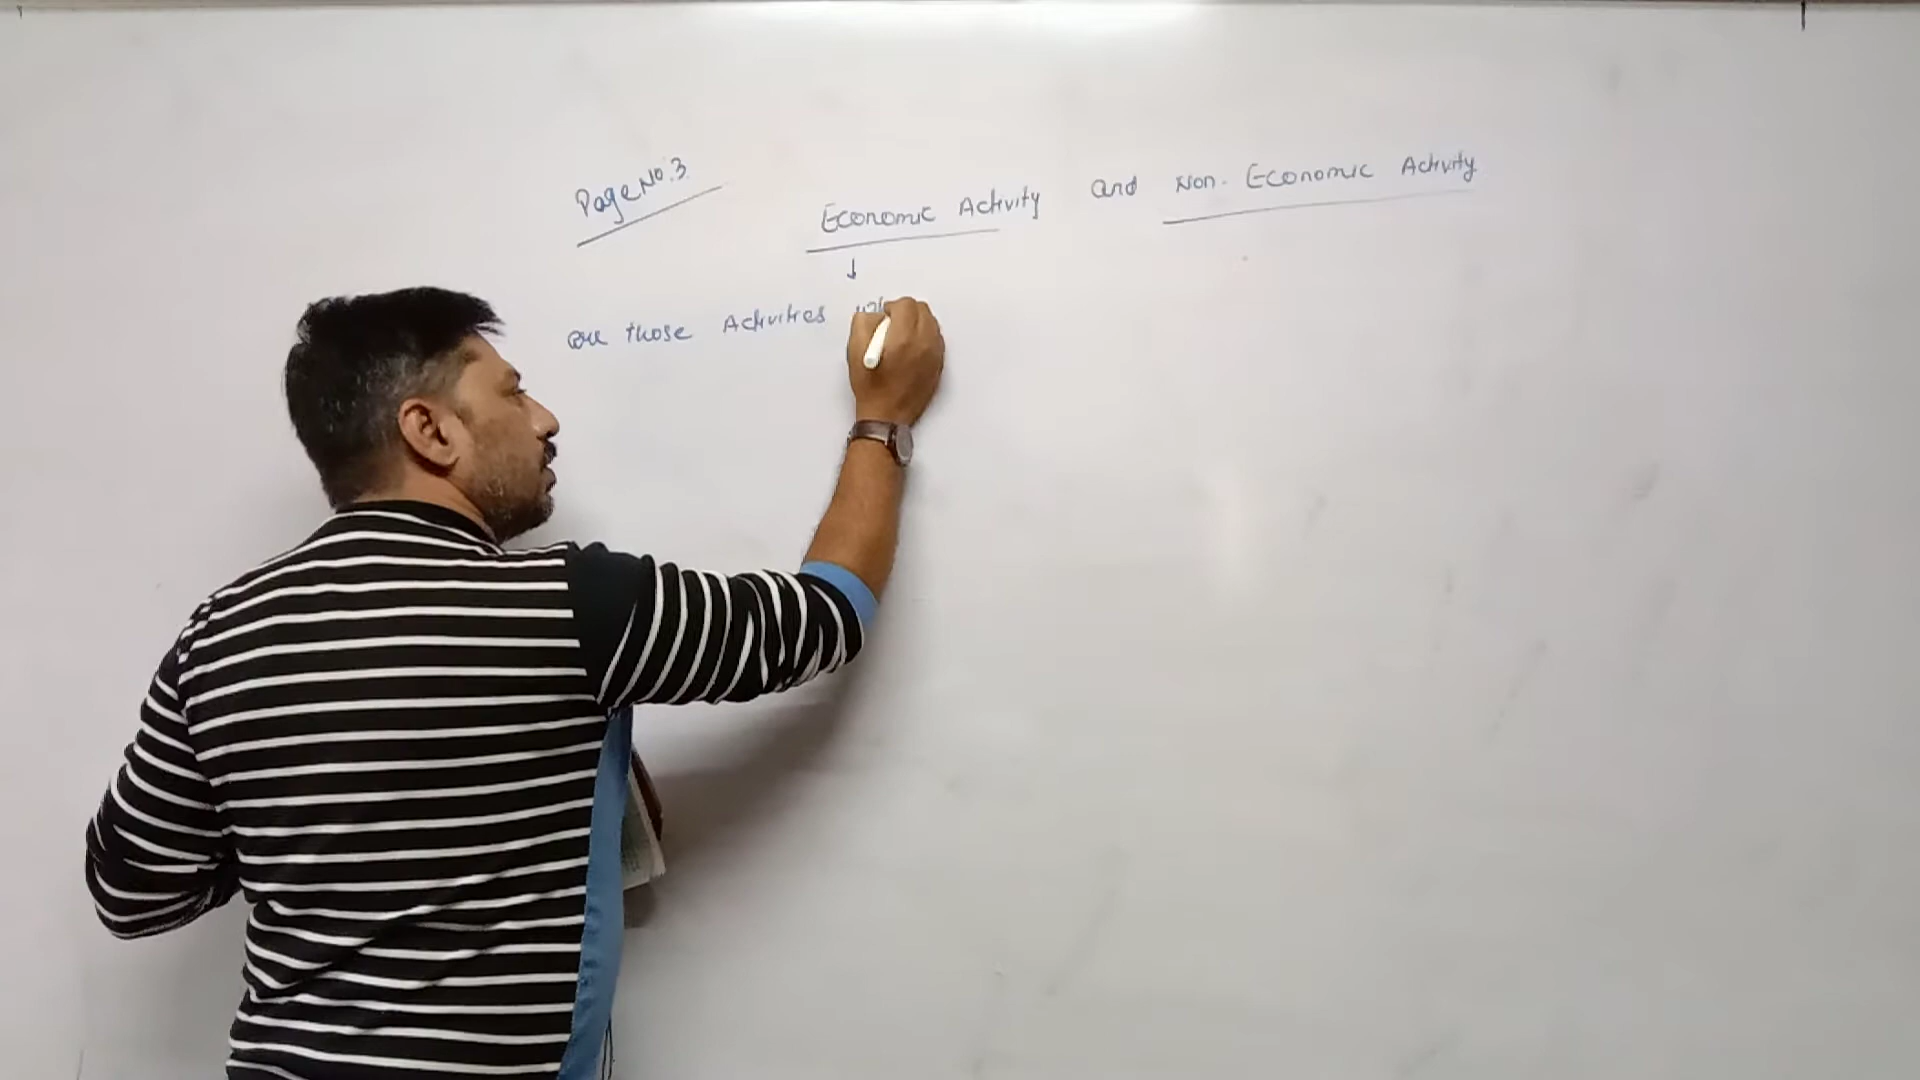 Page No. 3
Economic Activity and Non-Economic Activity
↓
are those Activities